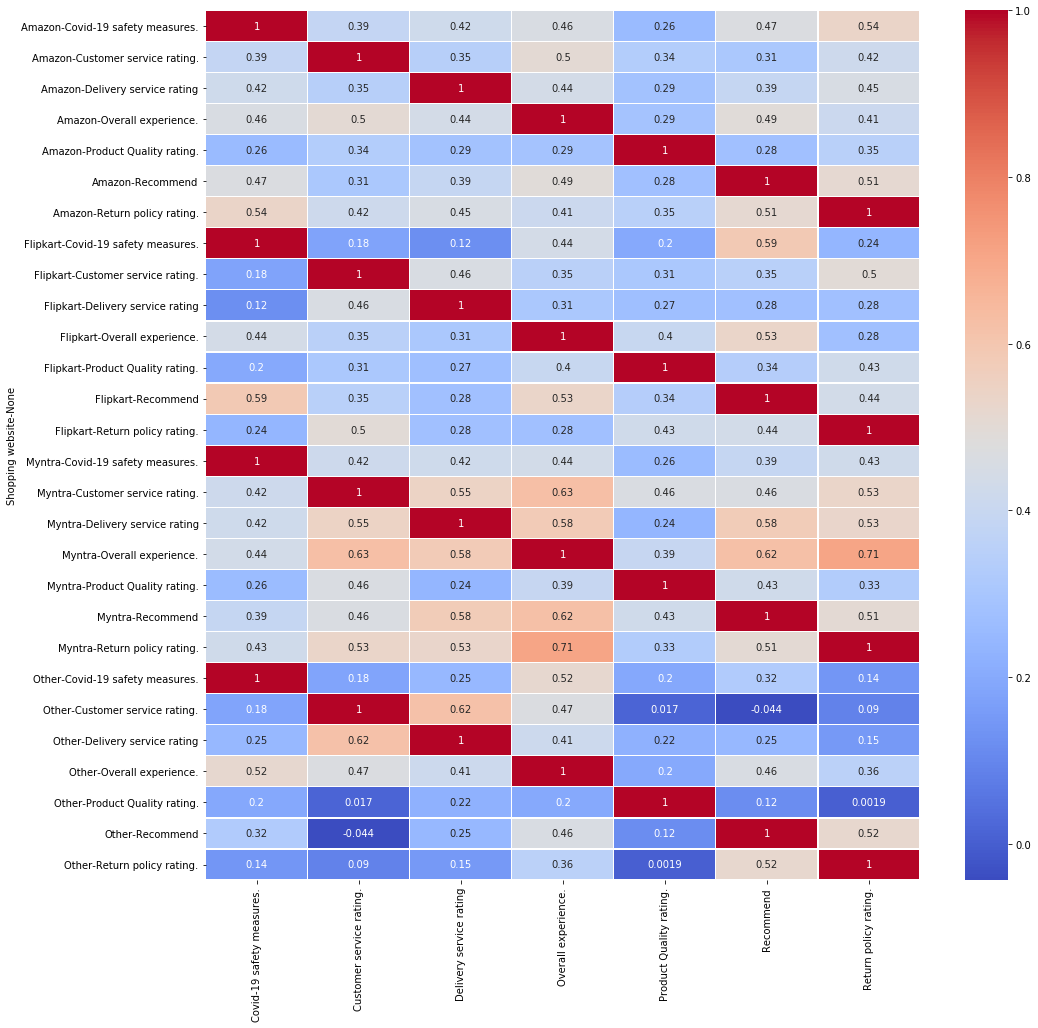 Amazon-Covid-19 safety measures. 1 0.39 0.42 0.46 0.26 0.47 0.54
Amazon-Customer service rating. 0.39 1 0.35 0.5 0.34 0.31 0.42
Amazon-Delivery service rating 0.42 0.35 1 0.44 0.29 0.39 0.45
Amazon-Overall experience. 0.46 0.5 0.44 1 0.29 0.49 0.41
Amazon-Product Quality rating. 0.26 0.34 0.29 0.29 1 0.28 0.35
Amazon-Recommend 0.47 0.31 0.39 0.49 0.28 1 0.51
Amazon-Return policy rating. 0.54 0.42 0.45 0.41 0.35 0.51 1
Flipkart-Covid-19 safety measures. 1 0.18 0.12 0.44 0.2 0.59 0.24
Flipkart-Customer service rating. 0.18 1 0.46 0.35 0.31 0.35 0.5
Flipkart-Delivery service rating 0.12 0.46 1 0.31 0.27 0.28 0.28
Flipkart-Overall experience. 0.44 0.35 0.31 1 0.4 0.53 0.28
Flipkart-Product Quality rating. 0.2 0.31 0.27 0.4 1 0.34 0.43
Flipkart-Recommend 0.59 0.35 0.28 0.53 0.34 1 0.44
Flipkart-Return policy rating. 0.24 0.5 0.28 0.28 0.43 0.44 1
Myntra-Covid-19 safety measures. 1 0.42 0.42 0.44 0.26 0.39 0.43
Myntra-Customer service rating. 0.42 1 0.55 0.63 0.46 0.46 0.53
Myntra-Delivery service rating 0.42 0.55 1 0.58 0.24 0.58 0.53
Myntra-Overall experience. 0.44 0.63 0.58 1 0.39 0.62 0.71
Myntra-Product Quality rating. 0.26 0.46 0.24 0.39 1 0.43 0.33
Myntra-Recommend 0.39 0.46 0.58 0.62 0.43 1 0.51
Myntra-Return policy rating. 0.43 0.53 0.53 0.71 0.33 0.51 1
Other-Covid-19 safety measures. 1 0.18 0.25 0.52 0.2 0.32 0.14
Other-Customer service rating. 0.18 1 0.62 0.47 0.017 -0.044 0.09
Other-Delivery service rating 0.25 0.62 1 0.41 0.22 0.25 0.15
Other-Overall experience. 0.52 0.47 0.41 1 0.2 0.46 0.36
Other-Product Quality rating. 0.2 0.017 0.22 0.2 1 0.12 0.0019
Other-Recommend 0.32 -0.044 0.25 0.46 0.12 1 0.52
Other-Return policy rating. 0.14 0.09 0.15 0.36 0.0019 0.52 1
Shopping website-None
Covid-19 safety measures.
Customer service rating.
Delivery service rating
Overall experience.
Product Quality rating.
Recommend
Return policy rating.
1.0
0.8
0.6
0.4
0.2
0.0